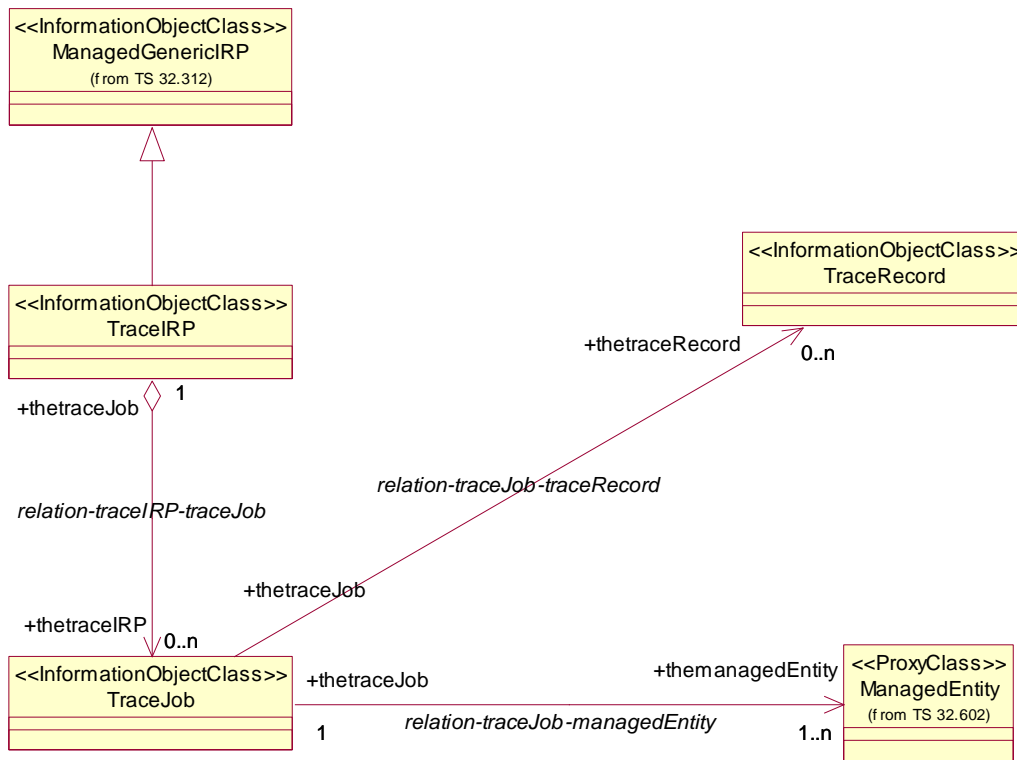 <<InformationObjectClass>>
ManagedGenericIRP
(from TS 32.312)
<<InformationObjectClass>>
TraceRecord
<<InformationObjectClass>>
TraceIRP
+thetraceRecord
0..n
1
+thetraceJob
relation-traceJob-traceRecord
relation-traceIRP-traceJob
+thetraceJob
+thetraceIRP
0..n
<<InformationObjectClass>>
TraceJob
+thetraceJob
+themanagedEntity
<<ProxyClass>>
ManagedEntity
(from TS 32.602)
relation-traceJob-managedEntity
1
1..n